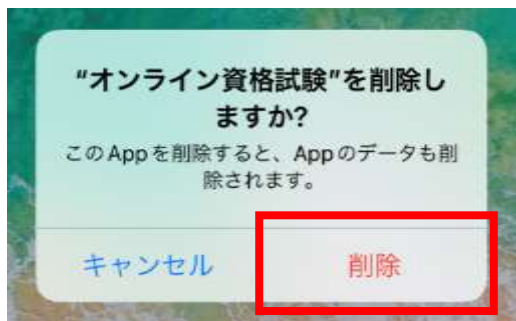 “オンライン資格試験”を削除し
ますか?
このAppを削除すると、Appのデータも削
除されます。
キャンセル
削除